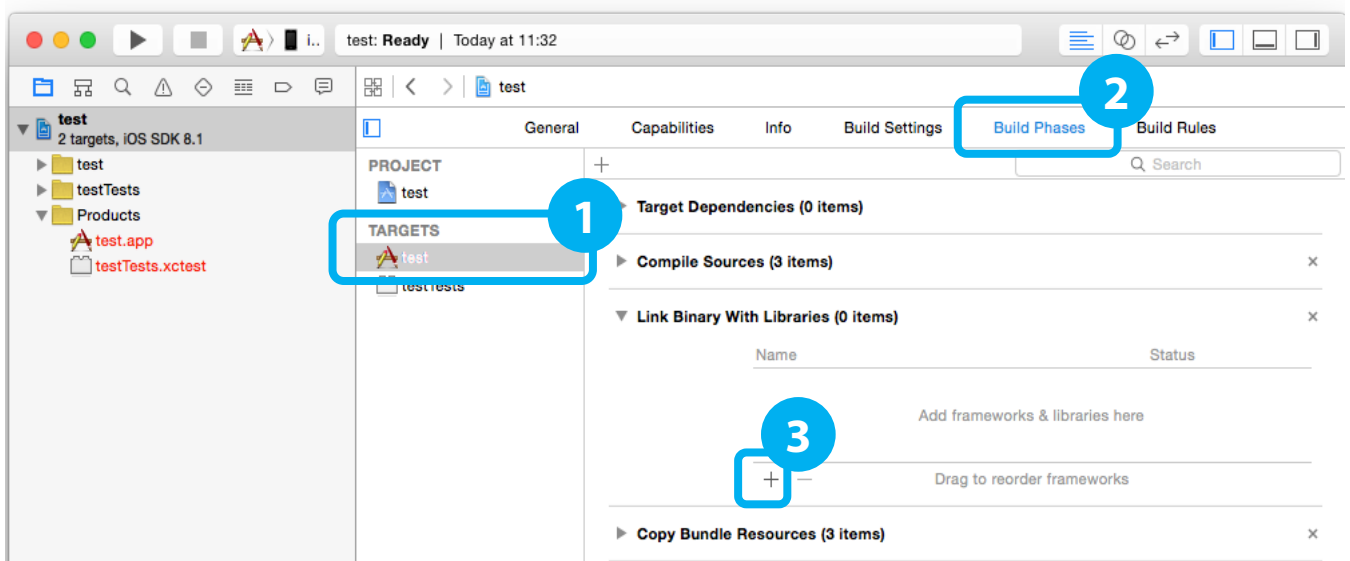 i.. test: Ready | Today at 11:32
test
2 targets, iOS SDK 8.1
test
testTests
Products
test.app
testTests.xctest
test
General Capabilities Info Build Settings Build Phases Build Rules
2
PROJECT
test
TARGETS
test
testTests
1
Search
Target Dependencies (0 items)
Compile Sources (3 items)
Link Binary With Libraries (0 items)
Name Status
Add frameworks & libraries here
3
Drag to reorder frameworks
Copy Bundle Resources (3 items)